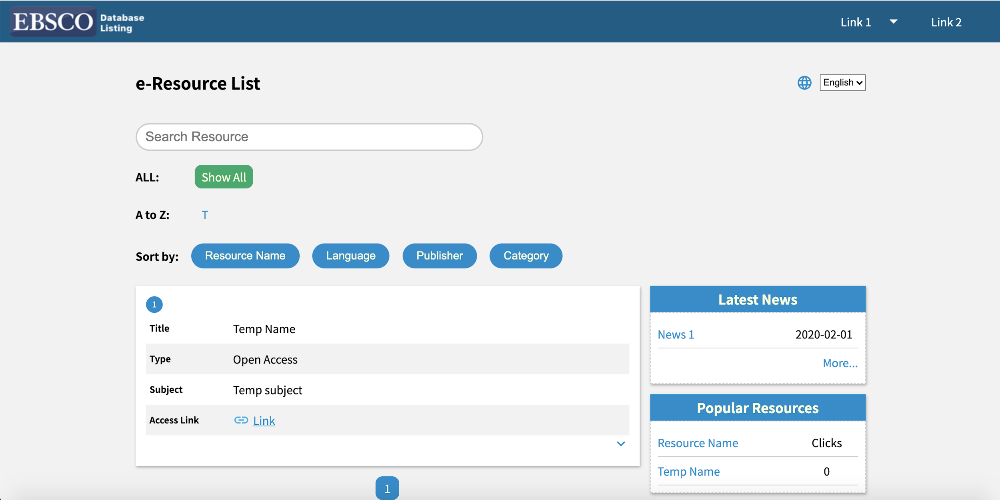 EBSCO Database Listing
Link 1
Link 2
e-Resource List
English
Search Resource
ALL: Show All
A to Z: T
Sort by: Resource Name Language Publisher Category
1
Title Temp Name
Type Open Access
Subject Temp subject
Access Link Link
1
Latest News
News 1 2020-02-01
More...
Popular Resources
Resource Name Clicks
Temp Name 0